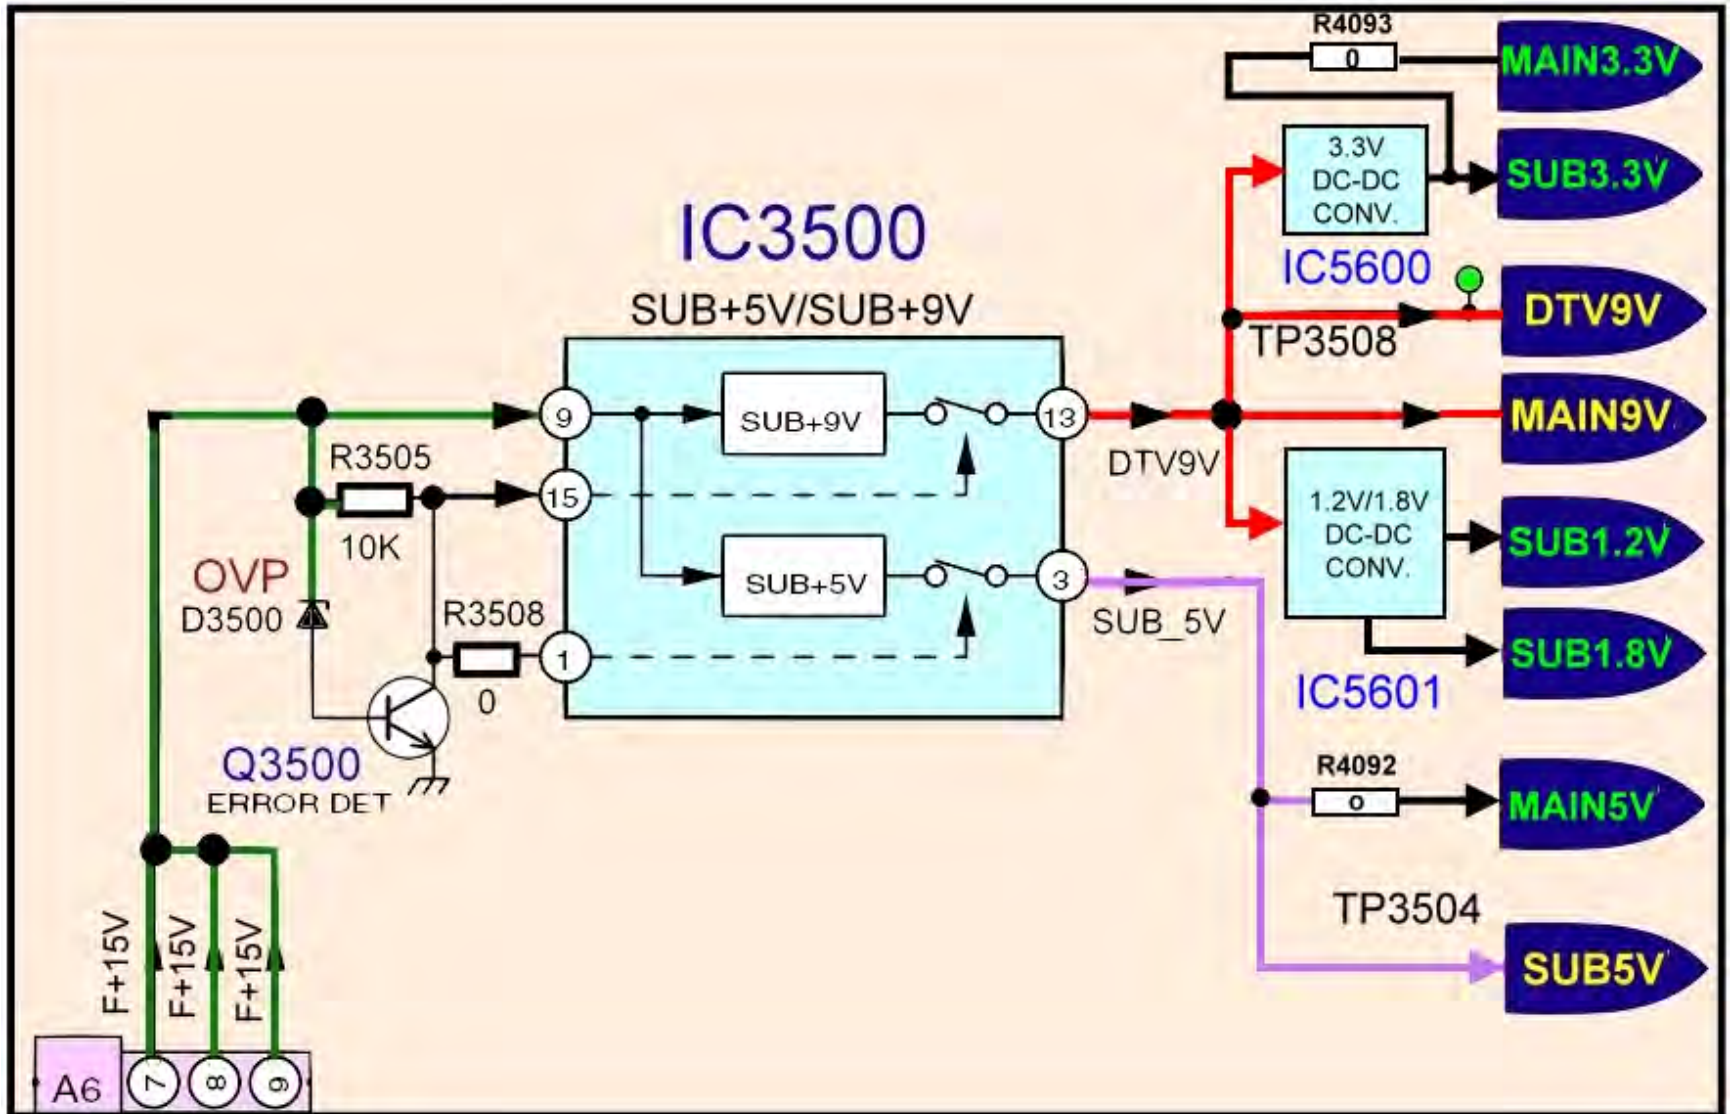 R4093
0
MAIN3.3V
3.3V
DC-DC
CONV.
SUB3.3V
IC3500
IC5600
SUB+5V/SUB+9V
DTV9V
TP3508
9
SUB+9V
13
MAIN9V
DTV9V
R3505
15
10K
1.2V/1.8V
DC-DC
CONV.
SUB1.2V
OVP
D3500
SUB+5V
3
SUB_5V
R3508
1
0
SUB1.8V
IC5601
Q3500
ERROR DET
R4092
0
MAIN5V
TP3504
F+15V
F+15V
F+15V
SUB5V
A6
7
8
9